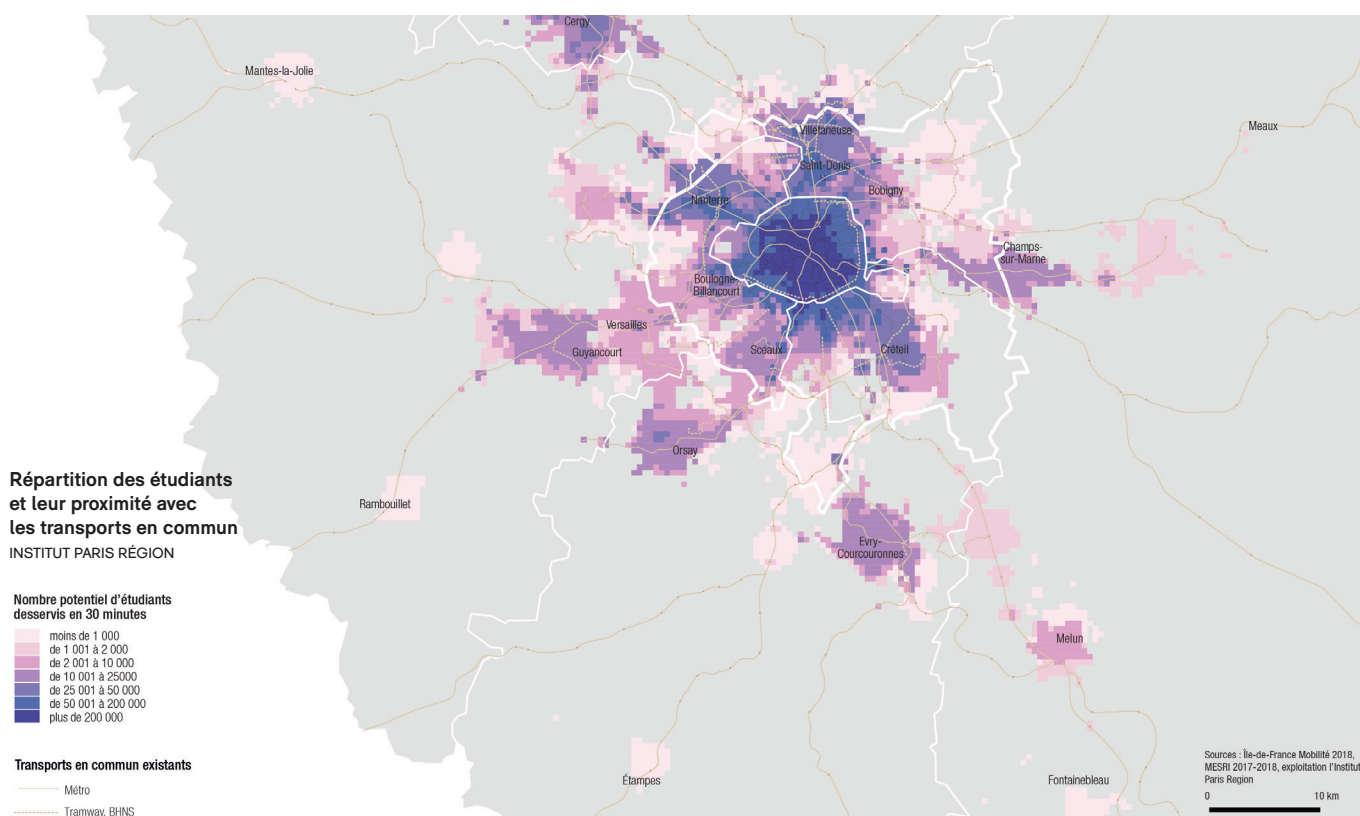 Cergy
Mantes-la-Jolie
Meaux
Villetaneuse
Saint-Denis
Bobigny
Nanterre
Champs-
sur-Marne
Boulogne-
Billancourt
Versailles
Guyancourt
Sceaux
Créteil
Orsay
Rambouillet
Evry-
Courcouronnes
Melun
Étampes
Fontainebleau
Répartition des étudiants
et leur proximité avec
les transports en commun
INSTITUT PARIS RÉGION
Nombre potentiel d'étudiants
desservis en 30 minutes
moins de 1 000
de 1 001 à 2 000
de 2 001 à 10 000
de 10 001 à 25000
de 25 001 à 50 000
de 50 001 à 200 000
plus de 200 000
Transports en commun existants
Métro
Tramway, BHNS
Sources : Île-de-France Mobilité 2018,
MESRI 2017-2018, exploitation l'Institut
Paris Region
0 10 km